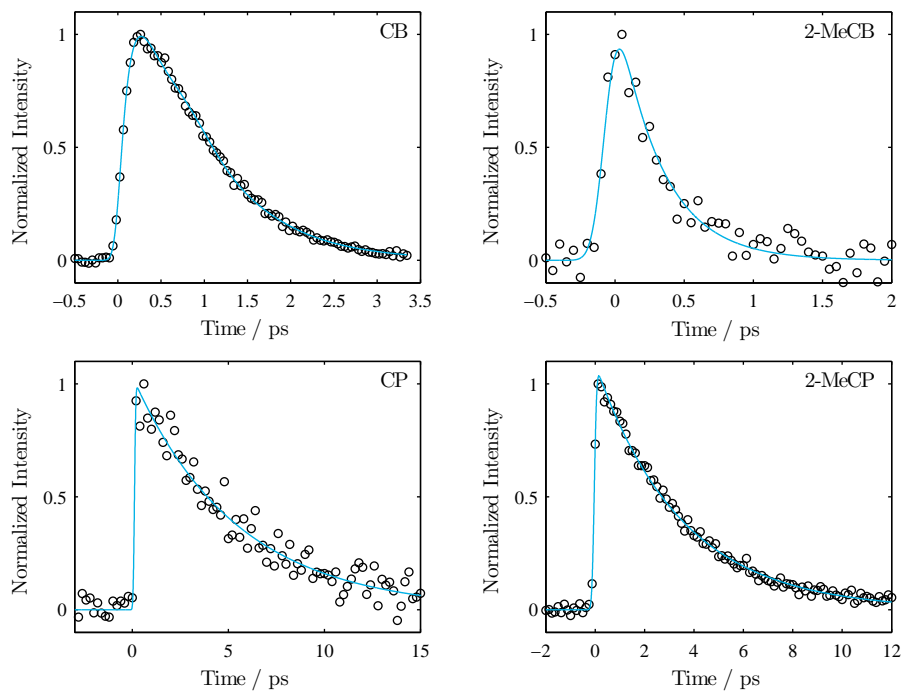 CB
Normalized Intensity
1
0.5
0
−0.5 0 0.5 1 1.5 2 2.5 3 3.5
Time / ps
2-MeCB
Normalized Intensity
1
0.5
0
−0.5 0 0.5 1 1.5 2
Time / ps
CP
Normalized Intensity
1
0.5
0
0 5 10 15
Time / ps
2-MeCP
Normalized Intensity
1
0.5
0
−2 0 2 4 6 8 10 12
Time / ps